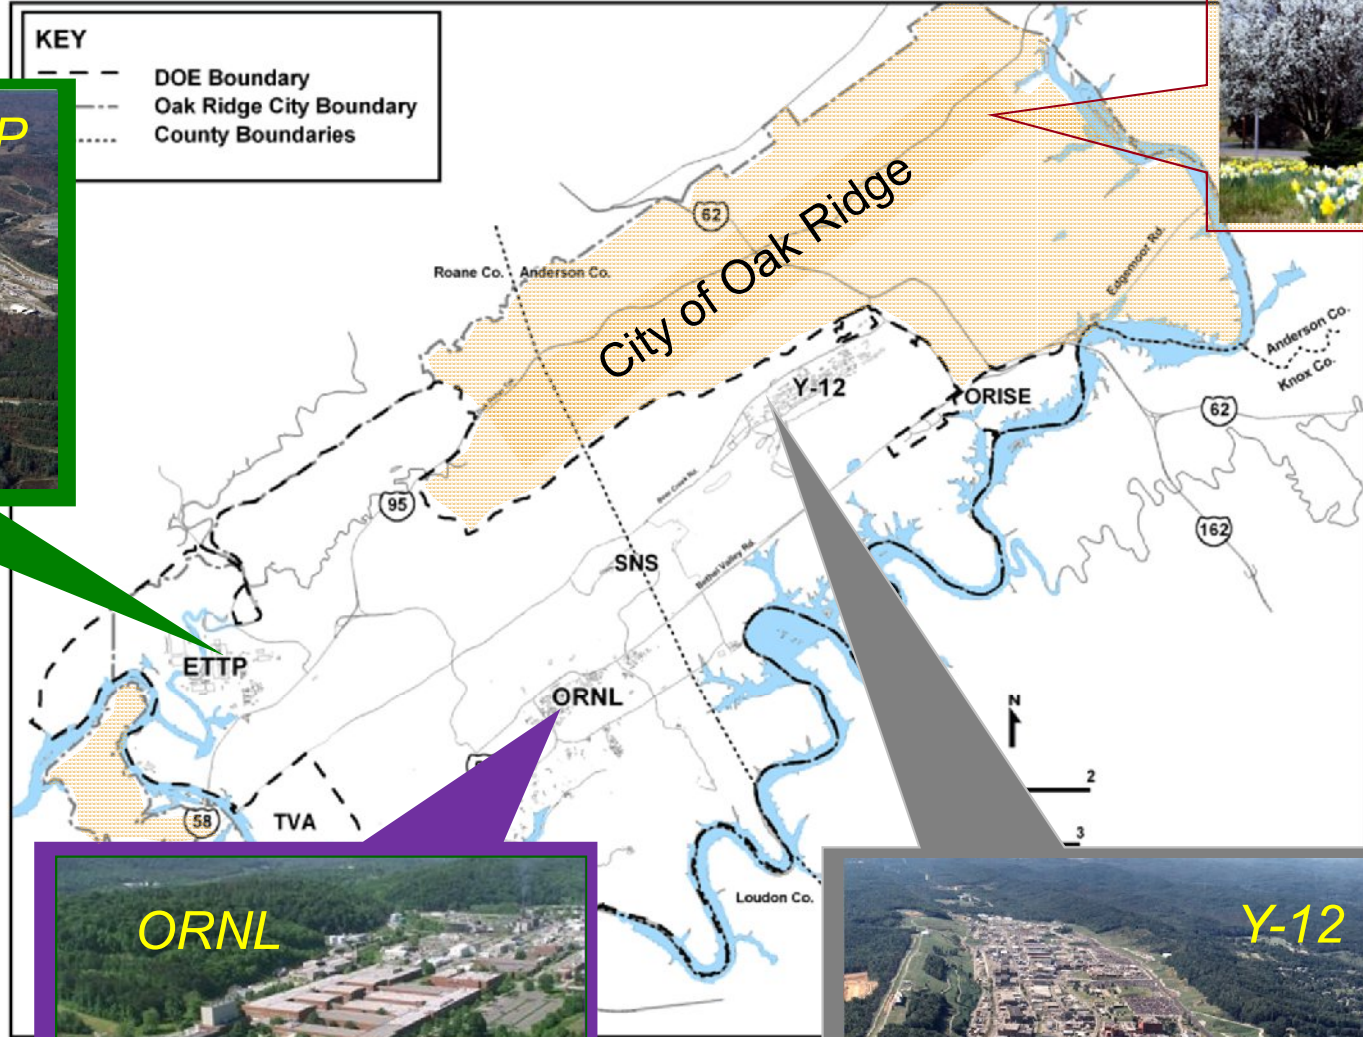 KEY
DOE Boundary
Oak Ridge City Boundary
County Boundaries
P
62
City of Oak Ridge
Roane Co.
Anderson Co.
Edgemoor Rd.
Anderson Co.
Knox Co.
Y-12
ORISE
62
95
162
Bear Creek Rd.
SNS
Bethel Valley Rd.
ETTP
ORNL
N
2
3
58
TVA
Loudon Co.
ORNL
Y-12